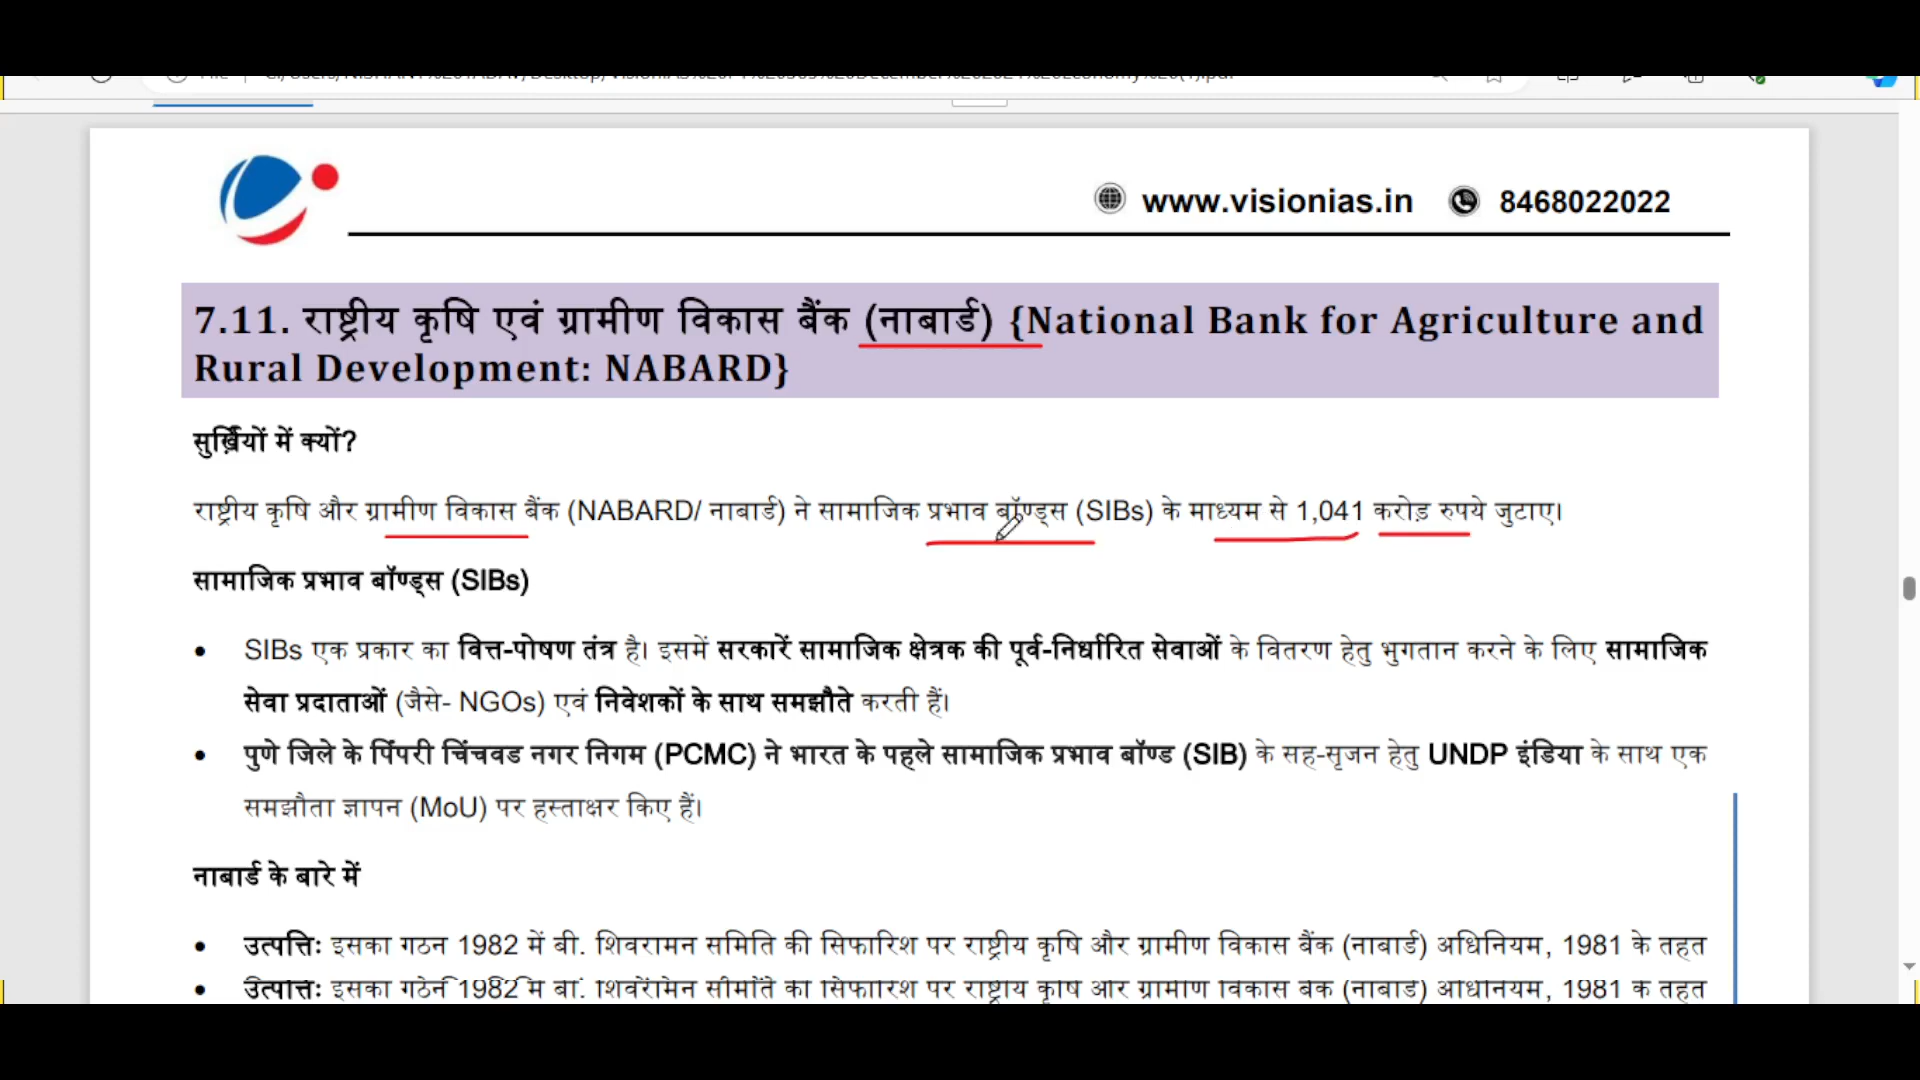 www.visionias.in 8468022022
7.11. राष्ट्रीय कृषि एवं ग्रामीण विकास बैंक (नाबार्ड) {National Bank for Agriculture and
Rural Development: NABARD}
सुर्ख़ियों में क्यों?
राष्ट्रीय कृषि और ग्रामीण विकास बैंक (NABARD/ नाबार्ड) ने सामाजिक प्रभाव बॉण्ड्स (SIBs) के माध्यम से 1,041 करोड़ रुपये जुटाए।
सामाजिक प्रभाव बॉण्ड्स (SIBs)
• SIBs एक प्रकार का वित्त-पोषण तंत्र है। इसमें सरकारें सामाजिक क्षेत्रक की पूर्व-निर्धारित सेवाओं के वितरण हेतु भुगतान करने के लिए सामाजिक
सेवा प्रदाताओं (जैसे- NGOs) एवं निवेशकों के साथ समझौते करती हैं।
• पुणे जिले के पिंपरी चिंचवड नगर निगम (PCMC) ने भारत के पहले सामाजिक प्रभाव बॉण्ड (SIB) के सह-सृजन हेतु UNDP इंडिया के साथ एक
समझौता ज्ञापन (MoU) पर हस्ताक्षर किए हैं।
नाबार्ड के बारे में
• उत्पत्तिः इसका गठन 1982 में बी. शिवरामन समिति की सिफारिश पर राष्ट्रीय कृषि और ग्रामीण विकास बैंक (नाबार्ड) अधिनियम, 1981 के तहत